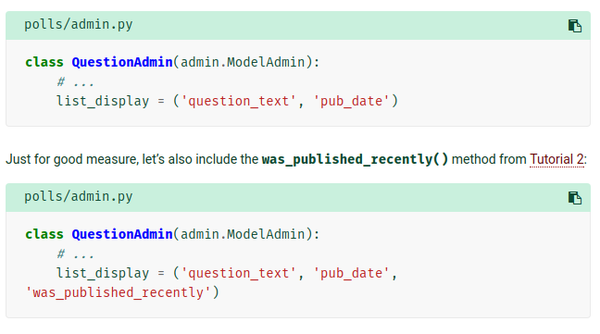 polls/admin.py
class QuestionAdmin(admin.ModelAdmin):
    # ...
    list_display = ('question_text', 'pub_date')
Just for good measure, let’s also include the was_published_recently() method from Tutorial 2:
polls/admin.py
class QuestionAdmin(admin.ModelAdmin):
    # ...
    list_display = ('question_text', 'pub_date',
'was_published_recently')